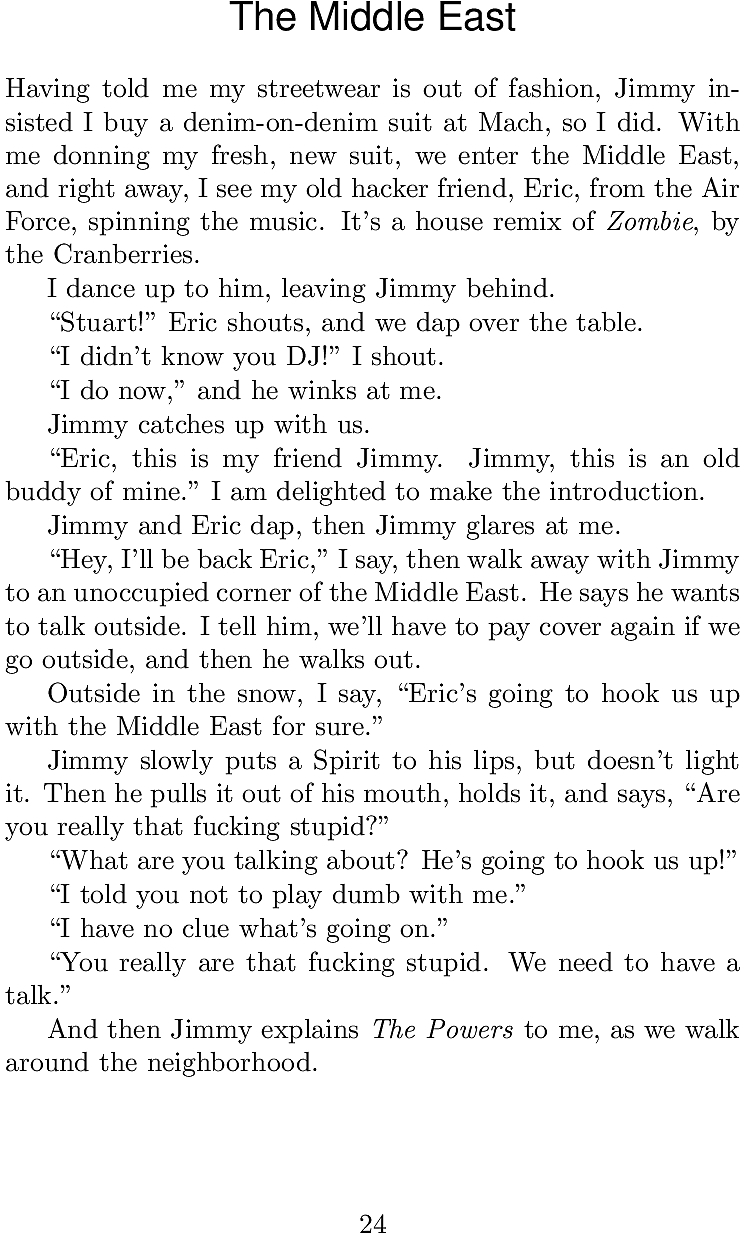 The Middle East
Having told me my streetwear is out of fashion, Jimmy in-
sisted I buy a denim-on-denim suit at Mach, so I did. With
me donning my fresh, new suit, we enter the Middle East,
and right away, I see my old hacker friend, Eric, from the Air
Force, spinning the music. It’s a house remix of Zombie, by
the Cranberries.
I dance up to him, leaving Jimmy behind.
“Stuart!” Eric shouts, and we dap over the table.
“I didn’t know you DJ!” I shout.
“I do now,” and he winks at me.
Jimmy catches up with us.
“Eric, this is my friend Jimmy. Jimmy, this is an old
buddy of mine.” I am delighted to make the introduction.
Jimmy and Eric dap, then Jimmy glares at me.
“Hey, I’ll be back Eric,” I say, then walk away with Jimmy
to an unoccupied corner of the Middle East. He says he wants
to talk outside. I tell him, we’ll have to pay cover again if we
go outside, and then he walks out.
Outside in the snow, I say, “Eric’s going to hook us up
with the Middle East for sure.”
Jimmy slowly puts a Spirit to his lips, but doesn’t light
it. Then he pulls it out of his mouth, holds it, and says, “Are
you really that fucking stupid?”
“What are you talking about? He’s going to hook us up!”
“I told you not to play dumb with me.”
“I have no clue what’s going on.”
“You really are that fucking stupid. We need to have a
talk.”
And then Jimmy explains The Powers to me, as we walk
around the neighborhood.
24